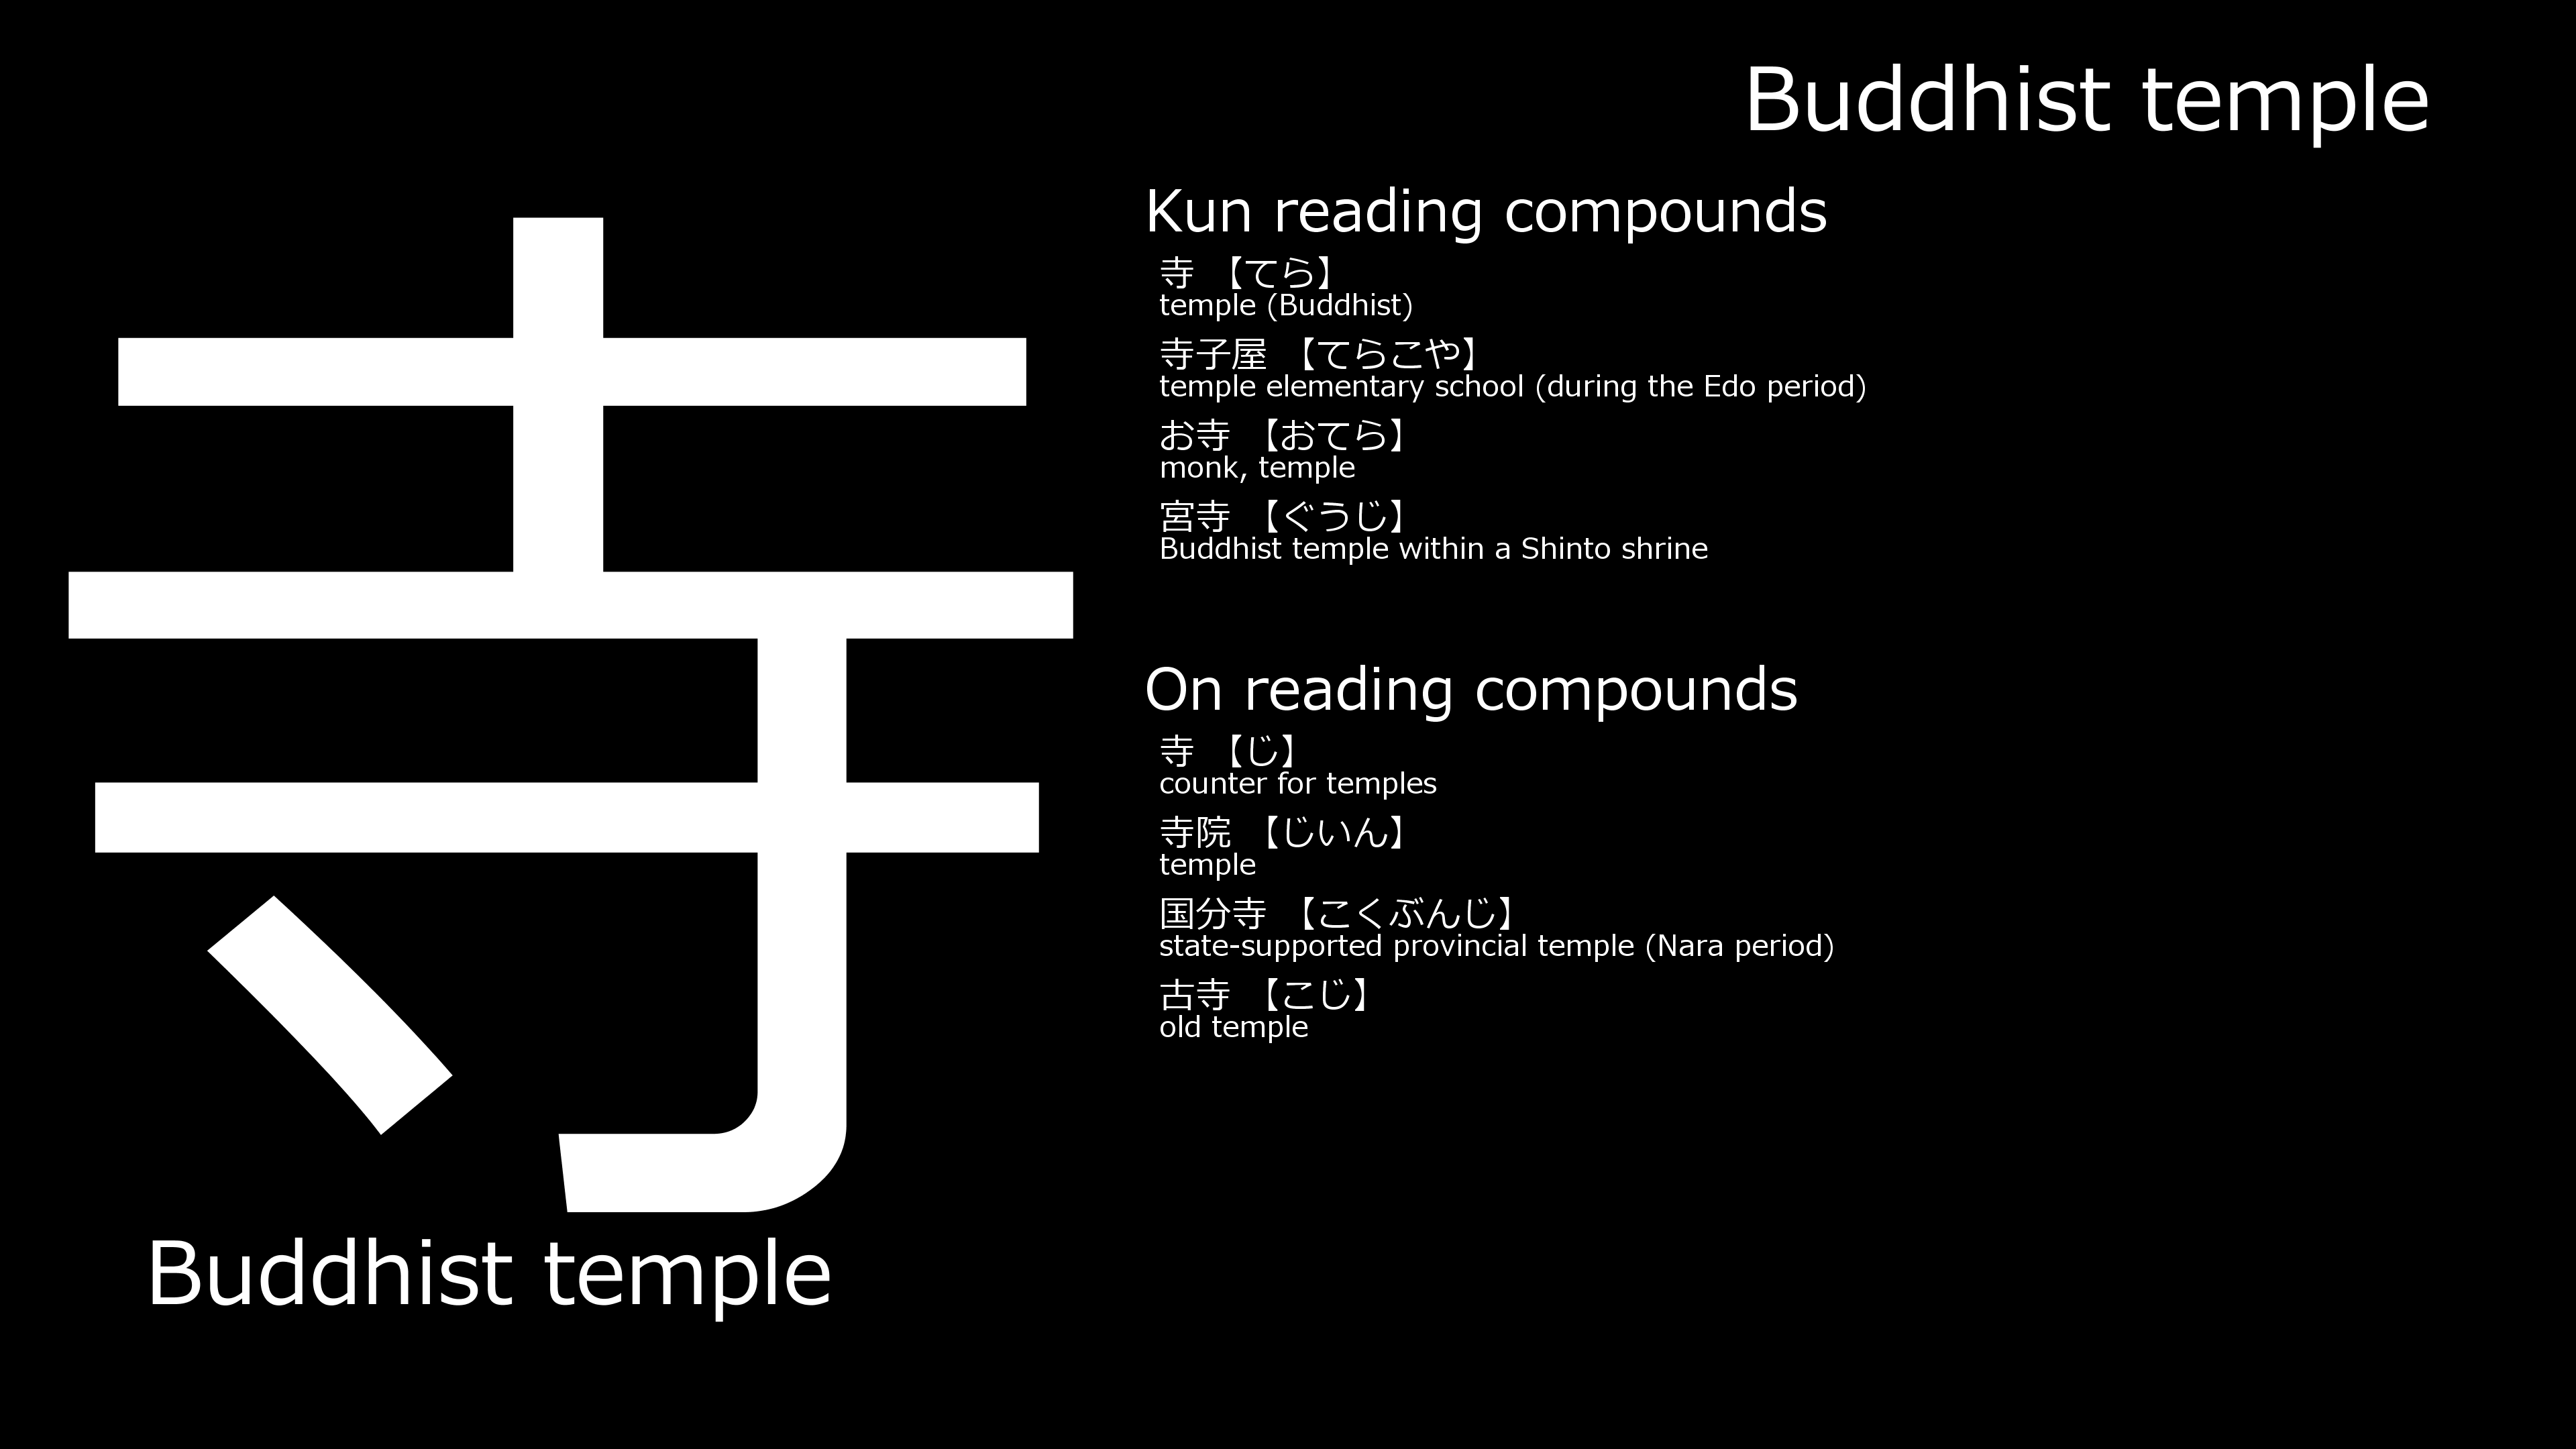 Buddhist temple
寺
Buddhist temple
Kun reading compounds
寺 【てら】
temple (Buddhist)
寺子屋 【てらこや】
temple elementary school (during the Edo period)
お寺 【おてら】
monk, temple
宮寺 【ぐうじ】
Buddhist temple within a Shinto shrine
On reading compounds
寺 【じ】
counter for temples
寺院 【じいん】
temple
国分寺 【こくぶんじ】
state-supported provincial temple (Nara period)
古寺 【こじ】
old temple